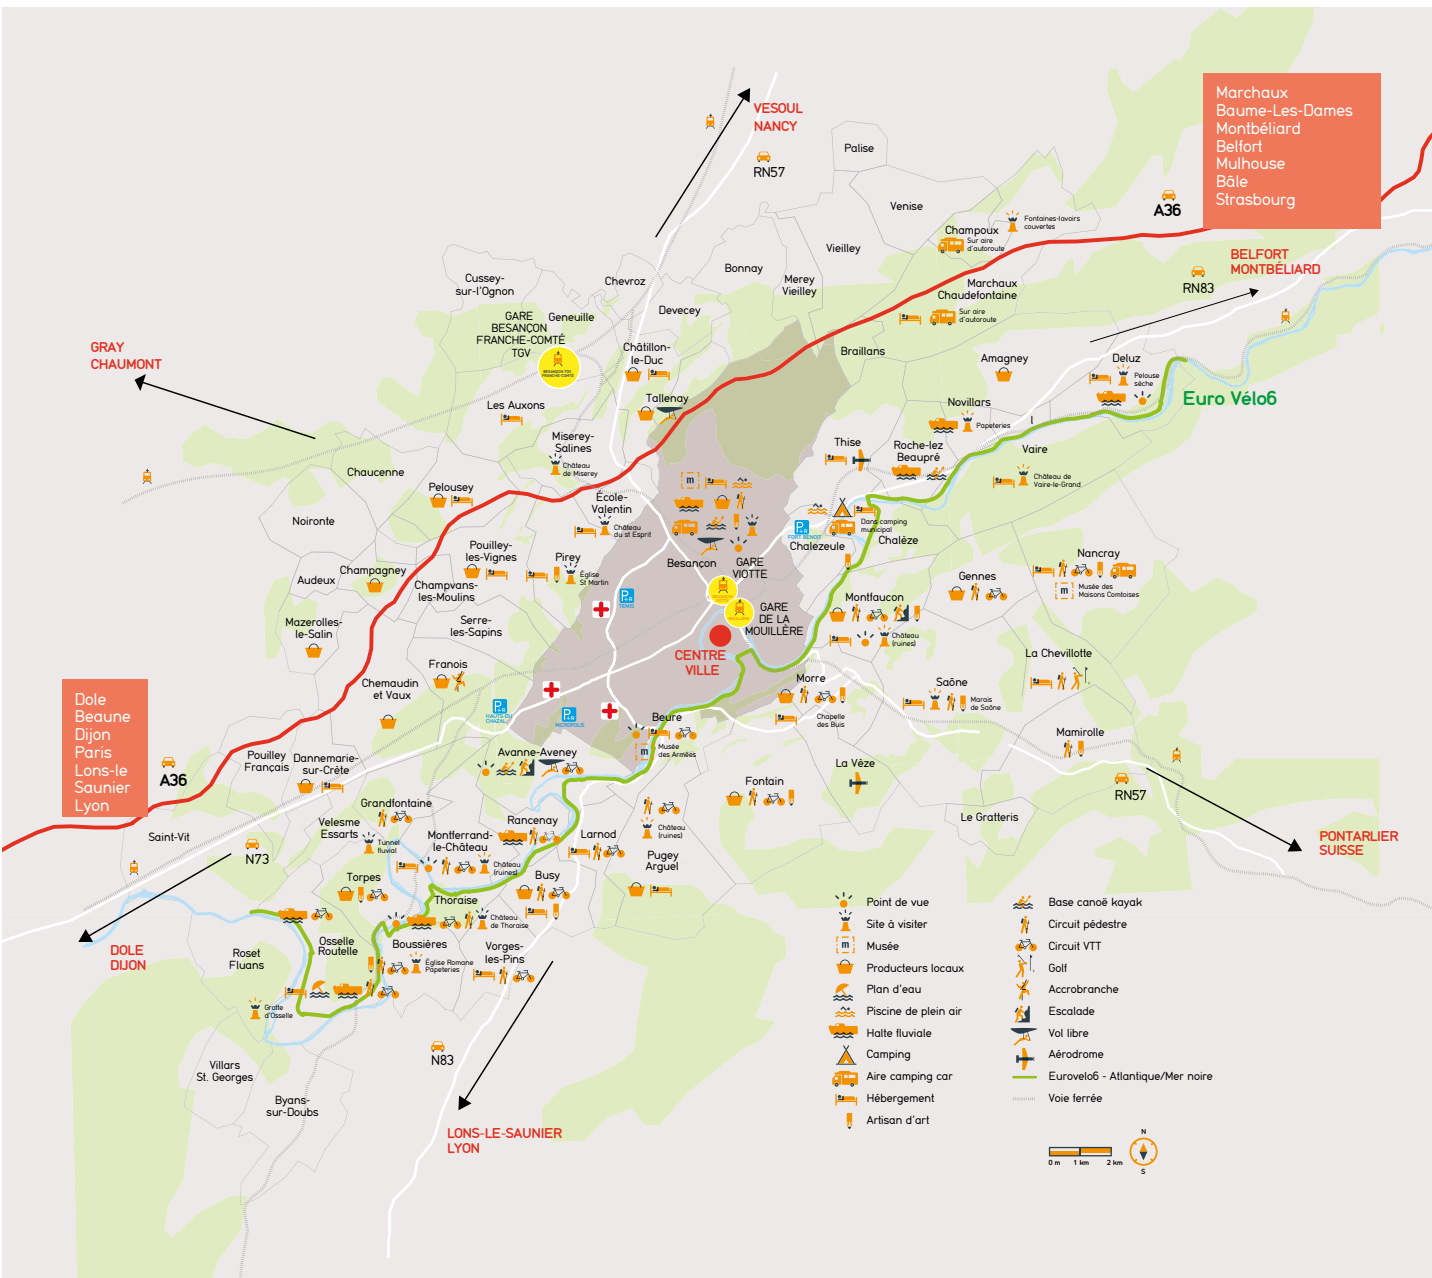 VESOUL
NANCY
RN57
Marchaux
Baume-Les-Dames
Montbéliard
Belfort
Mulhouse
Bâle
Strasbourg
A36
Palise
Venise
Vieilley
Champoux
Sur aire
d'autoroute
Fontaines-lavoirs
couvertes
BELFORT
MONTBÉLIARD
RN83
Bonnay
Merey
Vieilley
Marchaux
Chaudefontaine
Sur aire
d'autoroute
Cussey-
sur-l'Ognon
Chevroz
Devecey
Geneuille
GARE
BESANÇON
FRANCHE-COMTÉ
TGV
BESANÇON TGV
FRANCHE-COMTÉ
GRAY
CHAUMONT
Châtillon-
le-Duc
Braillans
Amagney
Deluz
Pelouse
sèche
Euro Vélo6
Les Auxons
Tallenay
Novillars
Papeteries
l
Miserey-
Salines
Château
de Miserey
Thise
Roche-lez
Beaupré
Vaire
Château de
Vaire-le-Grand
Chaucenne
Pelousey
m
École-
Valentin
Château
du st Esprit
Noironte
P+R
FORT BENOIT
Dans camping
municipal
Chalezeule
Chalèze
Pouilley-
les-Vignes
Pirey
Église
St Martin
Besançon
GARE
VIOTTE
Nancray
m
Musée des
Maisons Comtoises
Gennes
Audeux
Champagney
Champvans-
les-Moulins
P+R
TEMIS
GARE
DE LA
MOUILLÈRE
Montfaucon
Château
(ruines)
Mazerolles-
le-Salin
Serre-
les-Sapins
CENTRE
VILLE
La Chevillotte
Franois
Chemaudin
et Vaux
Morre
Chapelle
des Buis
Saône
Marais
de Saône
Dole
Beaune
Dijon
Paris
Lons-le
Saunier
Lyon
A36
P+R
HAUTS-DU
CHAZAL
P+R
MICROPOLIS
Beure
m
Musée
des Armées
Mamirolle
Pouilley
Français
Dannemarie-
sur-Crète
Avanne-Aveney
La Vèze
RN57
Fontain
Le Gratteris
PONTARLIER
SUISSE
Saint-Vit
N73
Grandfontaine
Velesme
Essarts
Tunnel
fluvial
Montferrand-
le-Château
Château
(ruines)
Rancenay
Larnod
Château
(ruines)
Pugey
Arguel
Torpes
Busy
Thoraise
Château
de Thoraise
DOLE
DIJON
Roset
Fluans
Osselle
Routelle
Boussières
Église Romane
Papeteries
Vorges-
les-Pins
Grotte
d'Osselle
Villars
St. Georges
Byans-
sur-Doubs
N83
LONS-LE-SAUNIER
LYON
Point de vue
Site à visiter
m
Musée
Producteurs locaux
Plan d'eau
Piscine de plein air
Halte fluviale
Camping
Aire camping car
Hébergement
Artisan d'art
Base canoë kayak
Circuit pédestre
Circuit VTT
Golf
Accrobranche
Escalade
Vol libre
Aérodrome
Eurovelo6 - Atlantique/Mer noire
Voie ferrée
0 m 1 km 2 km
N
S